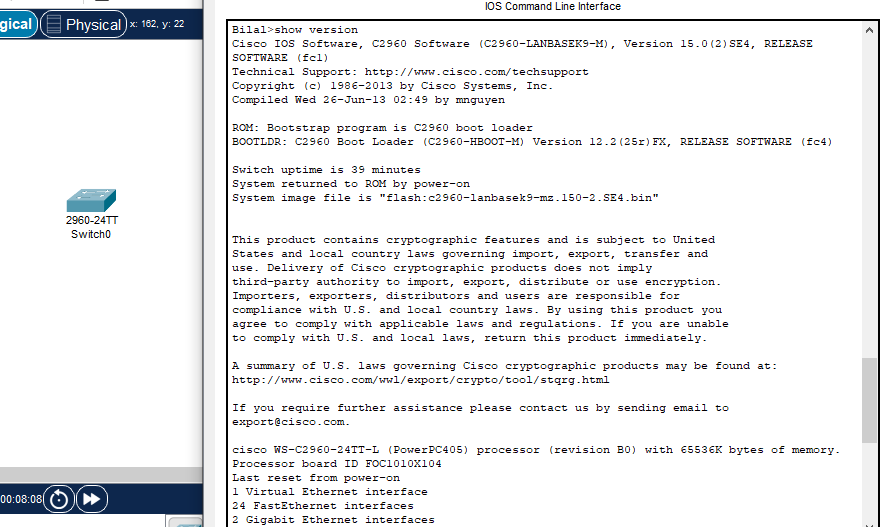 IOS Command Line Interface
gical
Physical
x: 162, y: 22
Bilal>show version
Cisco IOS Software, C2960 Software (C2960-LANBASEK9-M), Version 15.0(2)SE4, RELEASE
SOFTWARE (fc1)
Technical Support: http://www.cisco.com/techsupport
Copyright (c) 1986-2013 by Cisco Systems, Inc.
Compiled Wed 26-Jun-13 02:49 by mnguyen
ROM: Bootstrap program is C2960 boot loader
BOOTLDR: C2960 Boot Loader (C2960-HBOOT-M) Version 12.2(25r)FX, RELEASE SOFTWARE (fc4)
Switch uptime is 39 minutes
System returned to ROM by power-on
System image file is "flash:c2960-lanbasek9-mz.150-2.SE4.bin"
This product contains cryptographic features and is subject to United
States and local country laws governing import, export, transfer and
use. Delivery of Cisco cryptographic products does not imply
third-party authority to import, export, distribute or use encryption.
Importers, exporters, distributors and users are responsible for
compliance with U.S. and local country laws. By using this product you
agree to comply with applicable laws and regulations. If you are unable
to comply with U.S. and local laws, return this product immediately.
A summary of U.S. laws governing Cisco cryptographic products may be found at:
http://www.cisco.com/wwl/export/crypto/tool/stqrg.html
If you require further assistance please contact us by sending email to
export@cisco.com.
cisco WS-C2960-24TT-L (PowerPC405) processor (revision B0) with 65536K bytes of memory.
Processor board ID FOC1010X104
Last reset from power-on
1 Virtual Ethernet interface
24 FastEthernet interfaces
2 Gigabit Ethernet interfaces
2960-24TT
Switch0
00:08:08